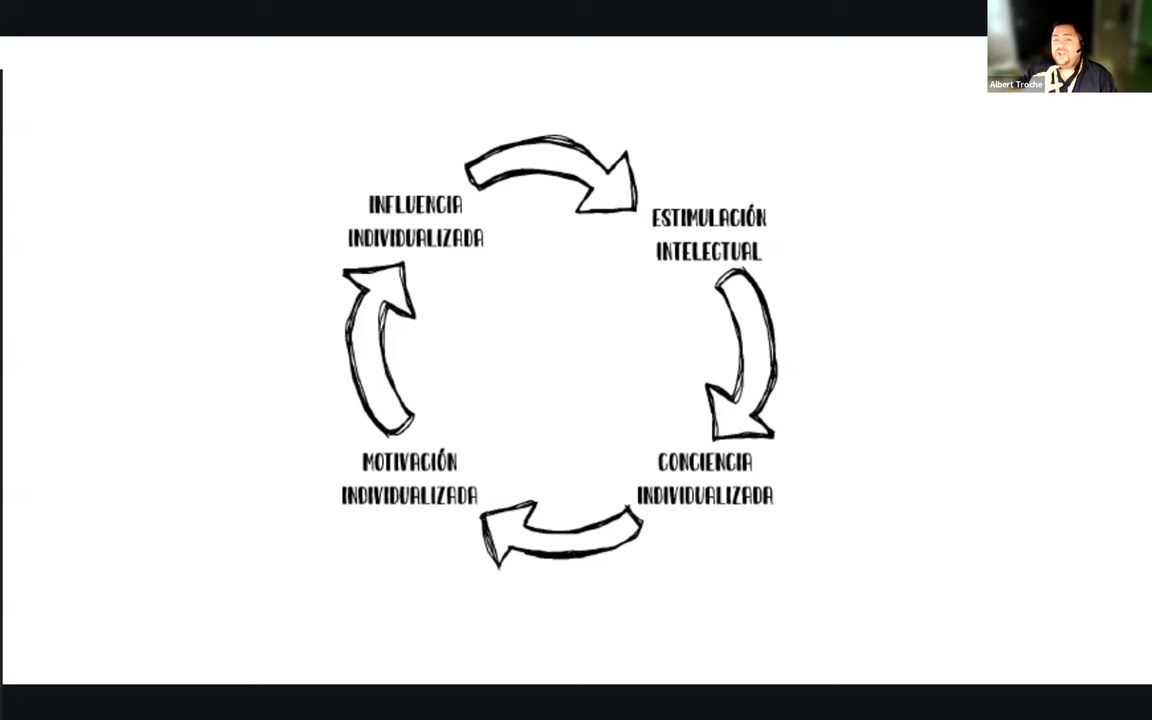 Albert Troche
INFLUENCIA
INDIVIDUALIZADA
ESTIMULACIÓN
INTELECTUAL
MOTIVACIÓN
INDIVIDUALIZADA
CONCIENCIA
INDIVIDUALIZADA